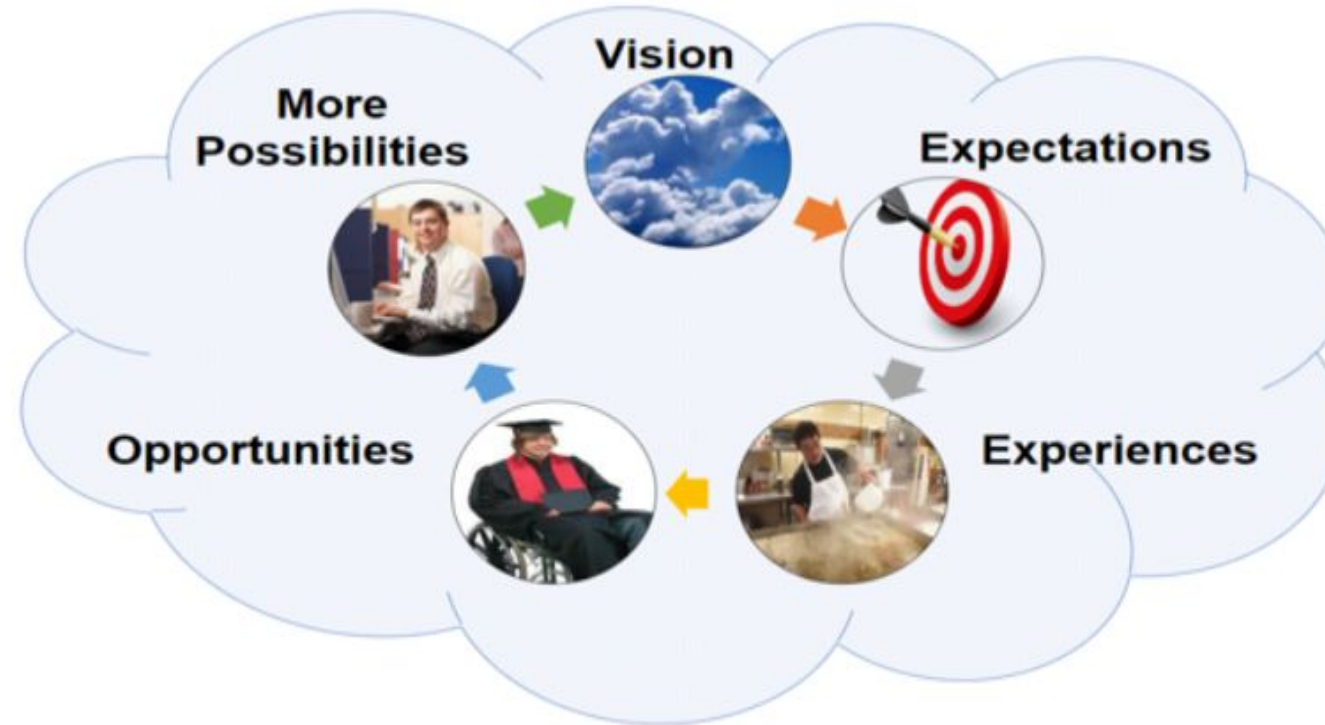 Vision
More
Possibilities
Expectations
Opportunities
Experiences